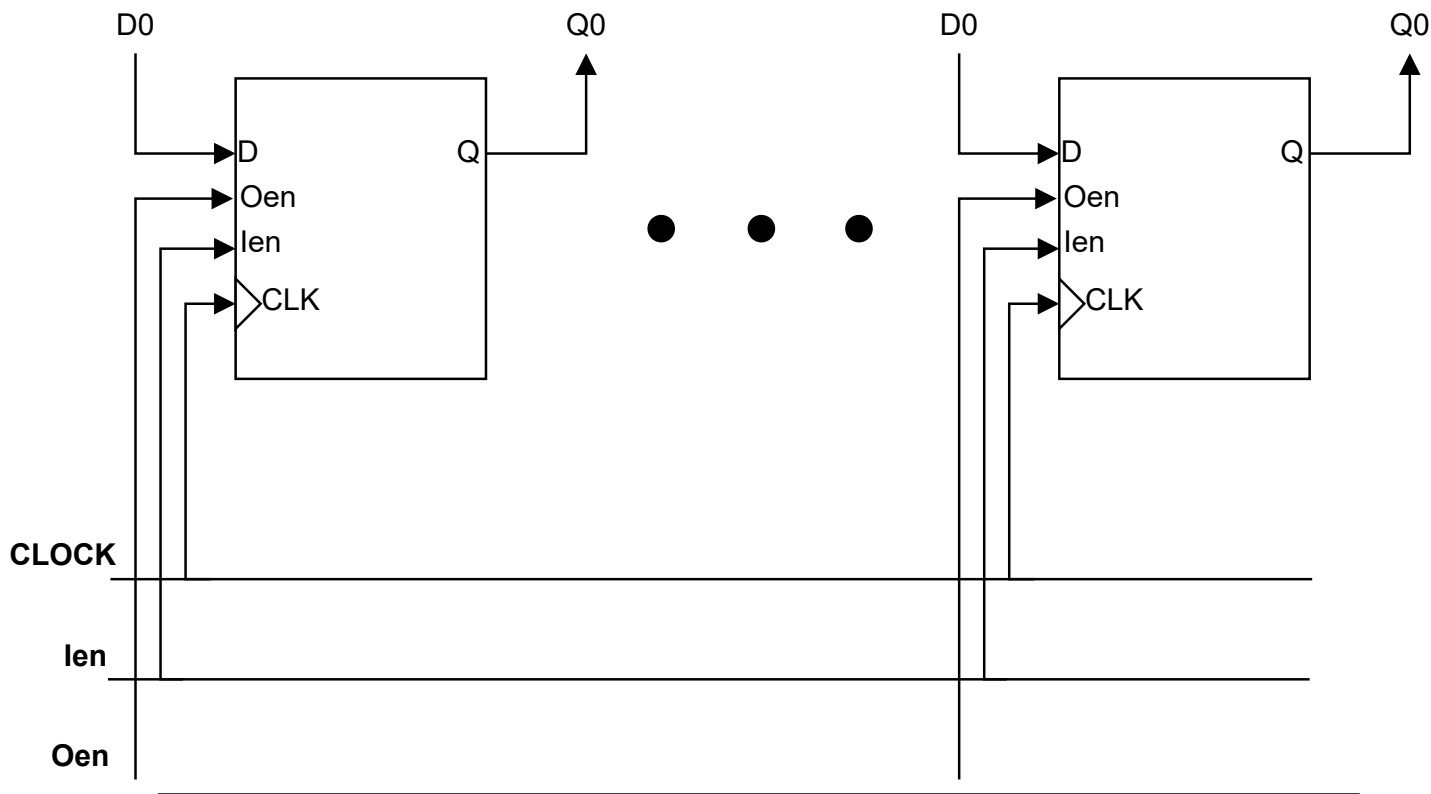 D0 Q0 D0 Q0
D Q D Q
Oen Oen
Ien Ien
CLK CLK
CLOCK
Ien
Oen